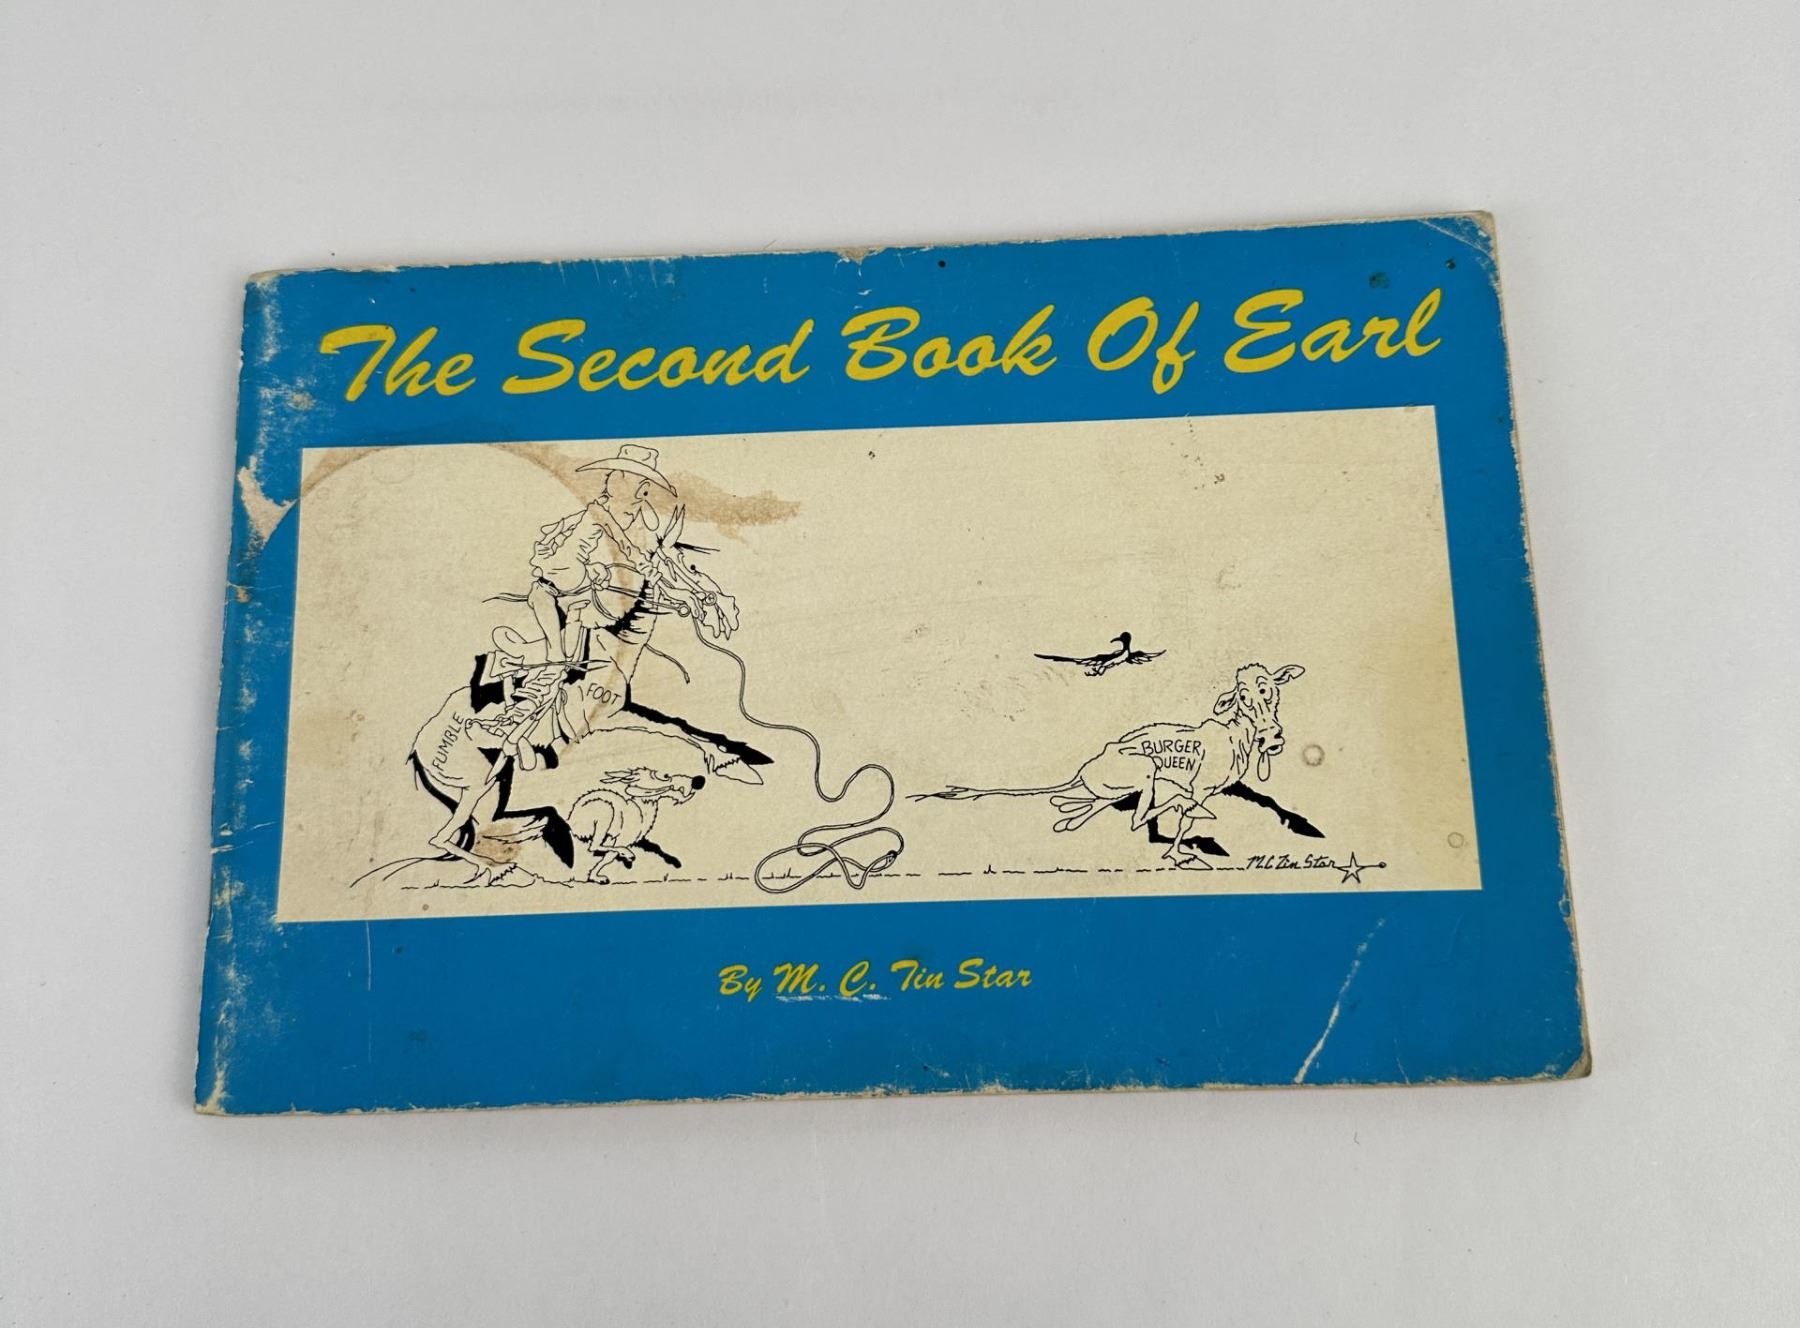 The Second Book Of Earl
FUMBLE
FOOT
BURGER
QUEEN
M.C Tin Star
By M. C. Tin Star